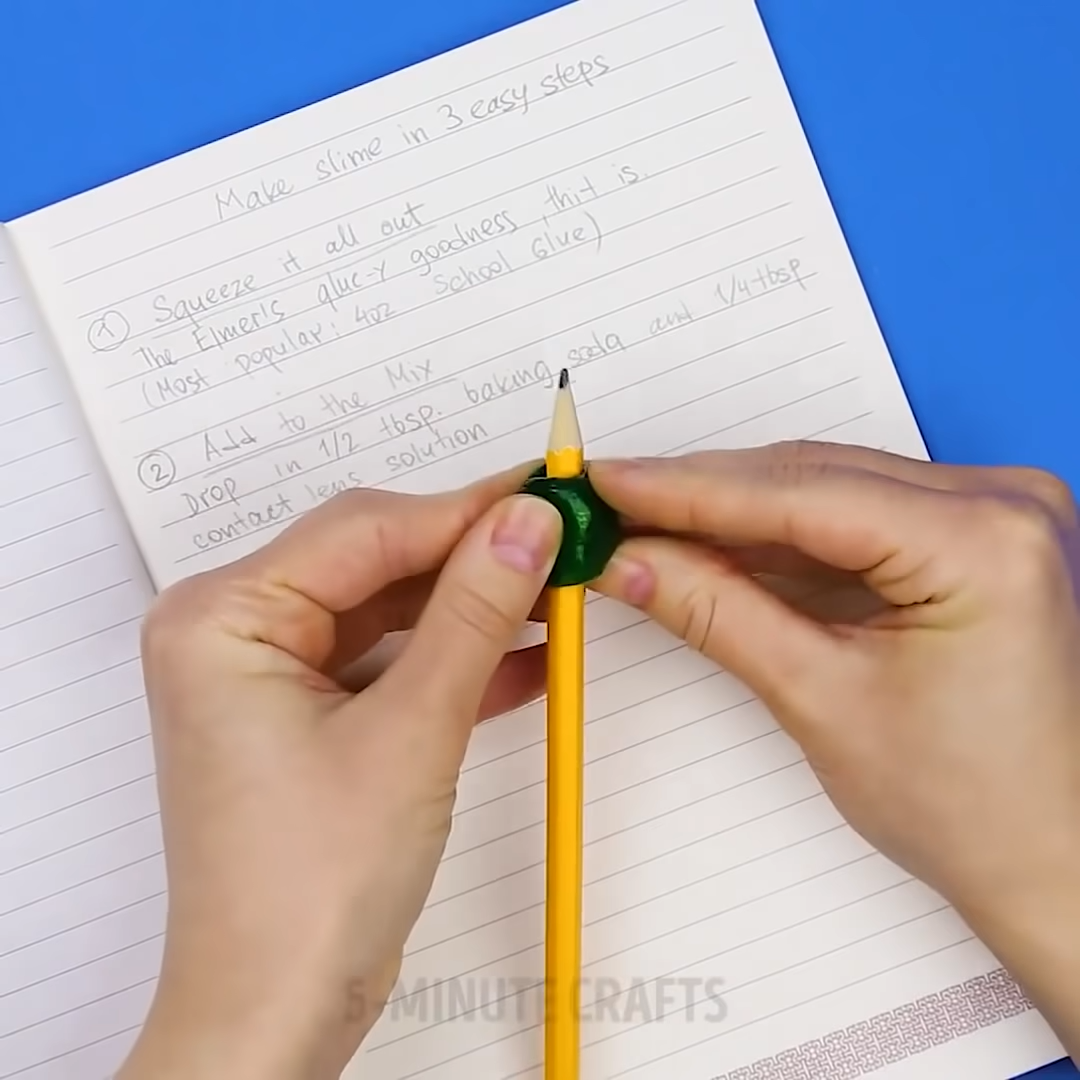 Make slime in 3 easy steps
① Squeeze it all out
The Elmer's glue-y goodness thit is.
(Most popular: 4oz School Glue)
② Add to the Mix
Drop in 1/2 tbsp. baking soda and 1/4 tbsp
contact lens solution
5-MINUTE CRAFTS